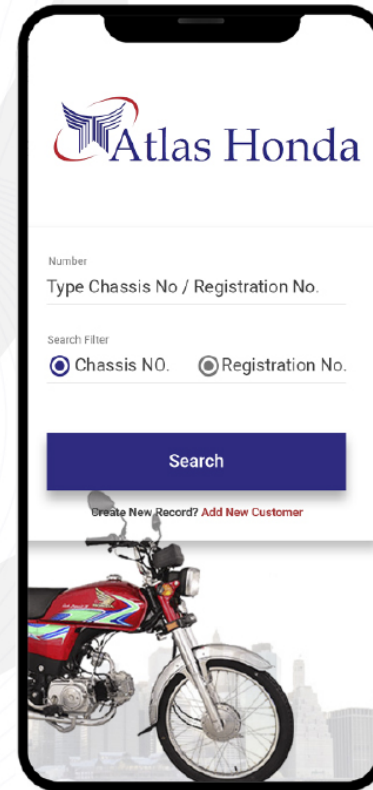 Atlas Honda
Number
Type Chassis No / Registration No.
Search Filter
Chassis NO. Registration No.
Search
Create New Record? Add New Customer